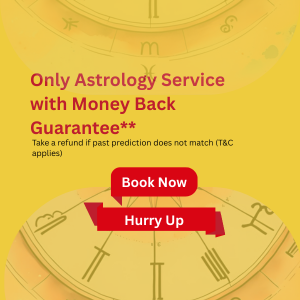 Only Astrology Service
with Money Back
Guarantee**
Take a refund if past prediction does not match (T&C
applies)
Book Now
Hurry Up